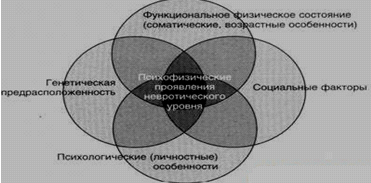 Функциональное физическое состояние
(соматические, возрастные особенности)
Генетическая
предрасположенность
Психофизические
проявления
невротического
уровня
Социальные факторы
Психологические (личностные)
особенности